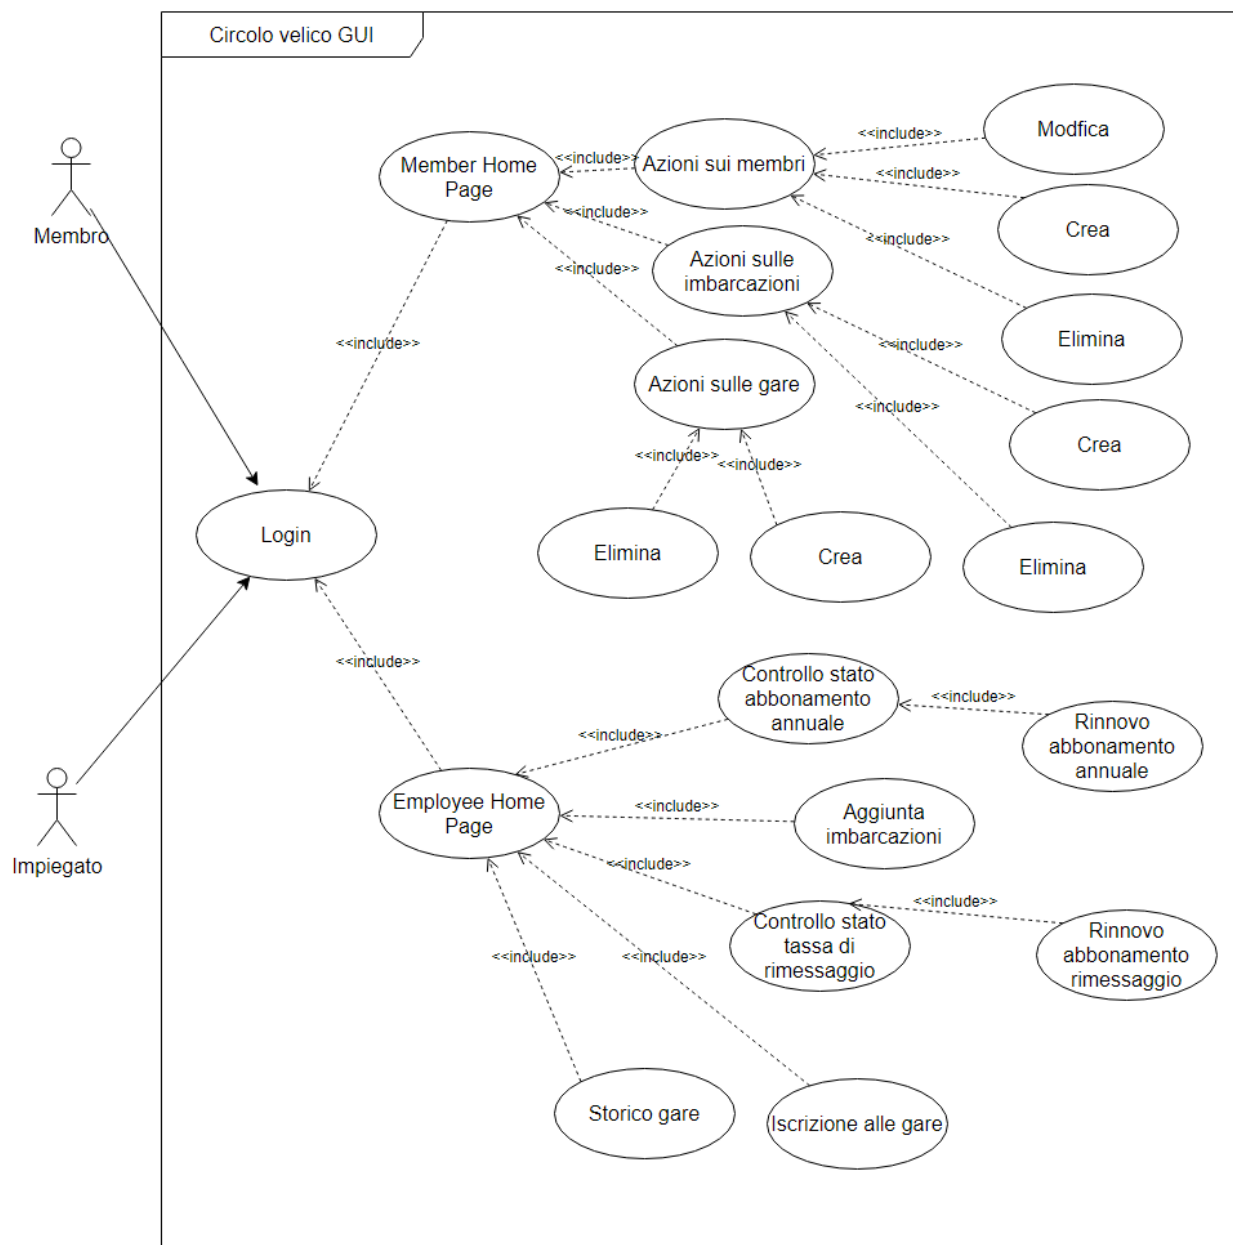 Circolo velico GUI
Membro
Impiegato
Login
<<include>>
<<include>>
Member Home
Page
<<include>>
<<include>>
<<include>>
Azioni sui membri
<<include>>
<<include>>
<<include>>
Modfica
Crea
Elimina
Azioni sulle
imbarcazioni
<<include>>
<<include>>
Crea
Elimina
Azioni sulle gare
<<include>>
<<include>>
Elimina
Crea
Employee Home
Page
<<include>>
<<include>>
<<include>>
<<include>>
<<include>>
Controllo stato
abbonamento
annuale
<<include>>
Rinnovo
abbonamento
annuale
Aggiunta
imbarcazioni
Controllo stato
tassa di
rimessaggio
<<include>>
Rinnovo
abbonamento
rimessaggio
Storico gare
Iscrizione alle gare